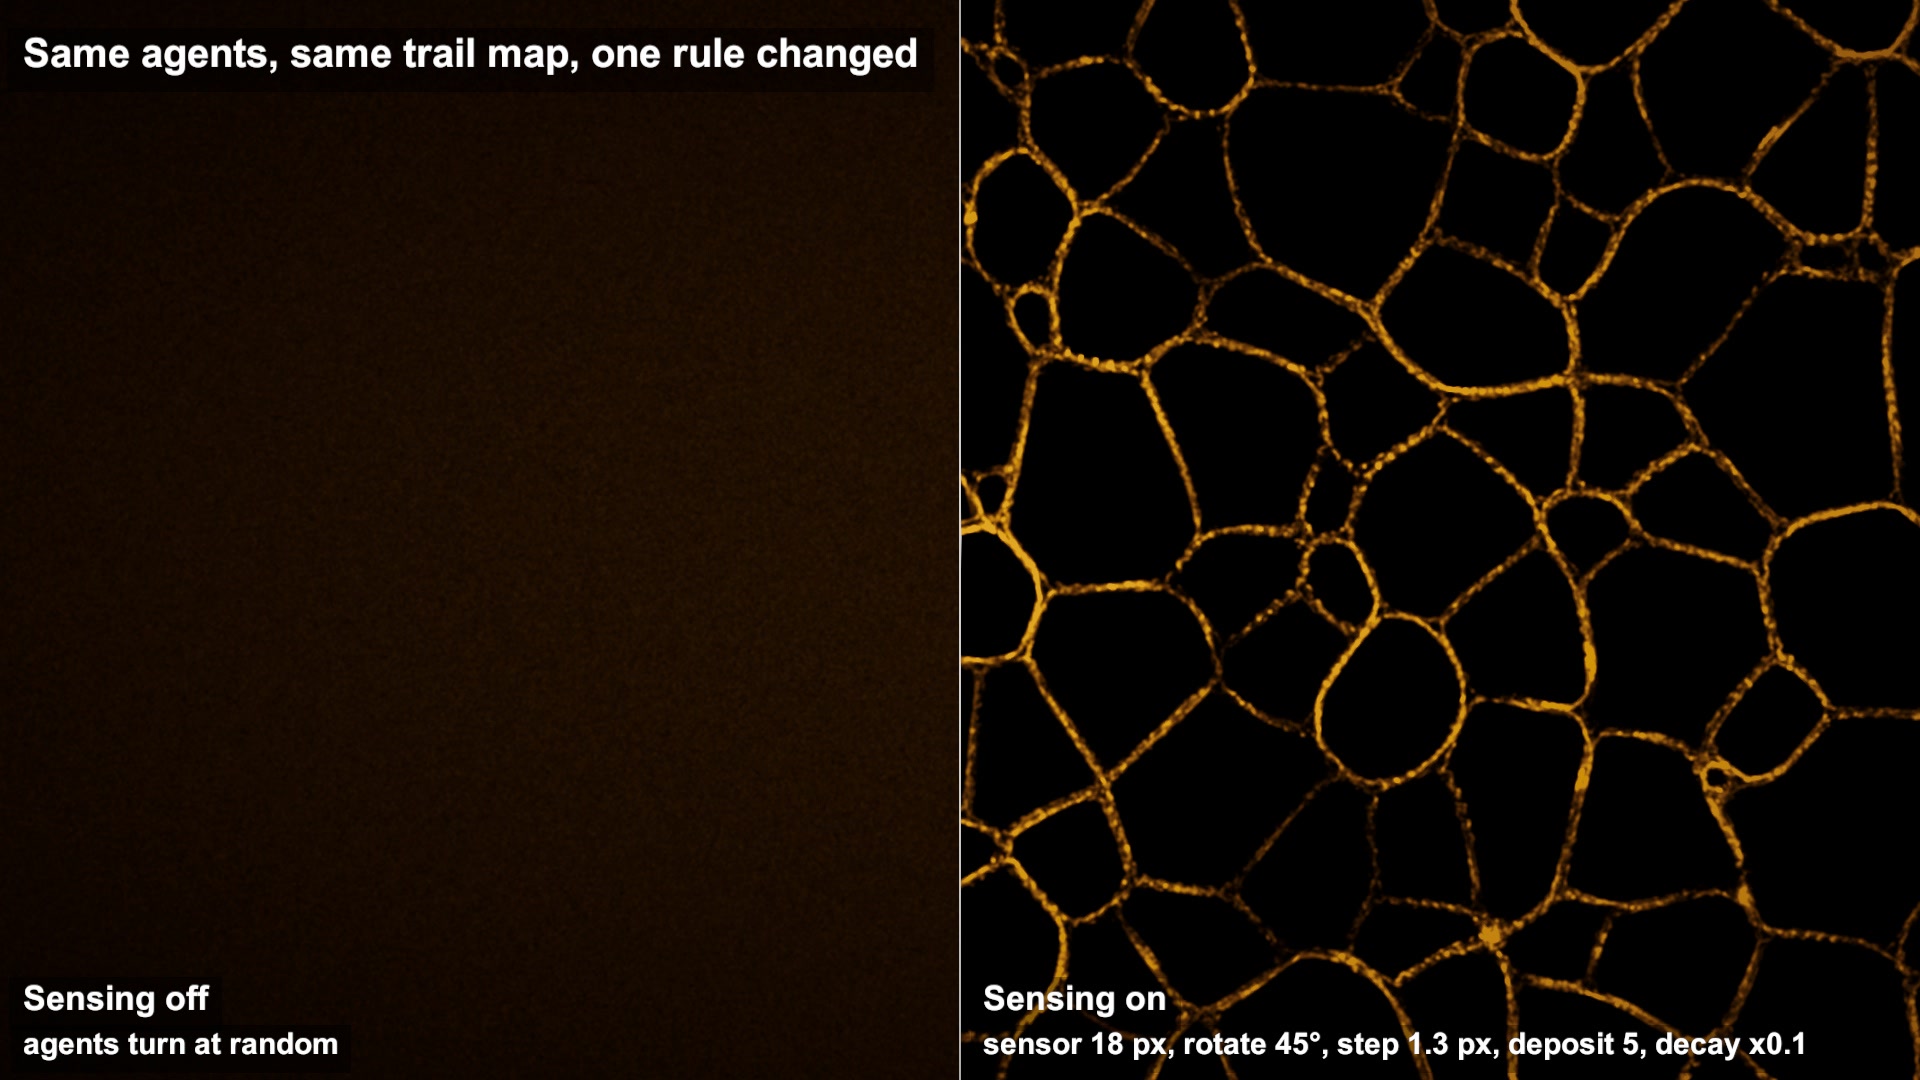 Same agents, same trail map, one rule changed
Sensing off
agents turn at random
Sensing on
sensor 18 px, rotate 45°, step 1.3 px, deposit 5, decay x0.1